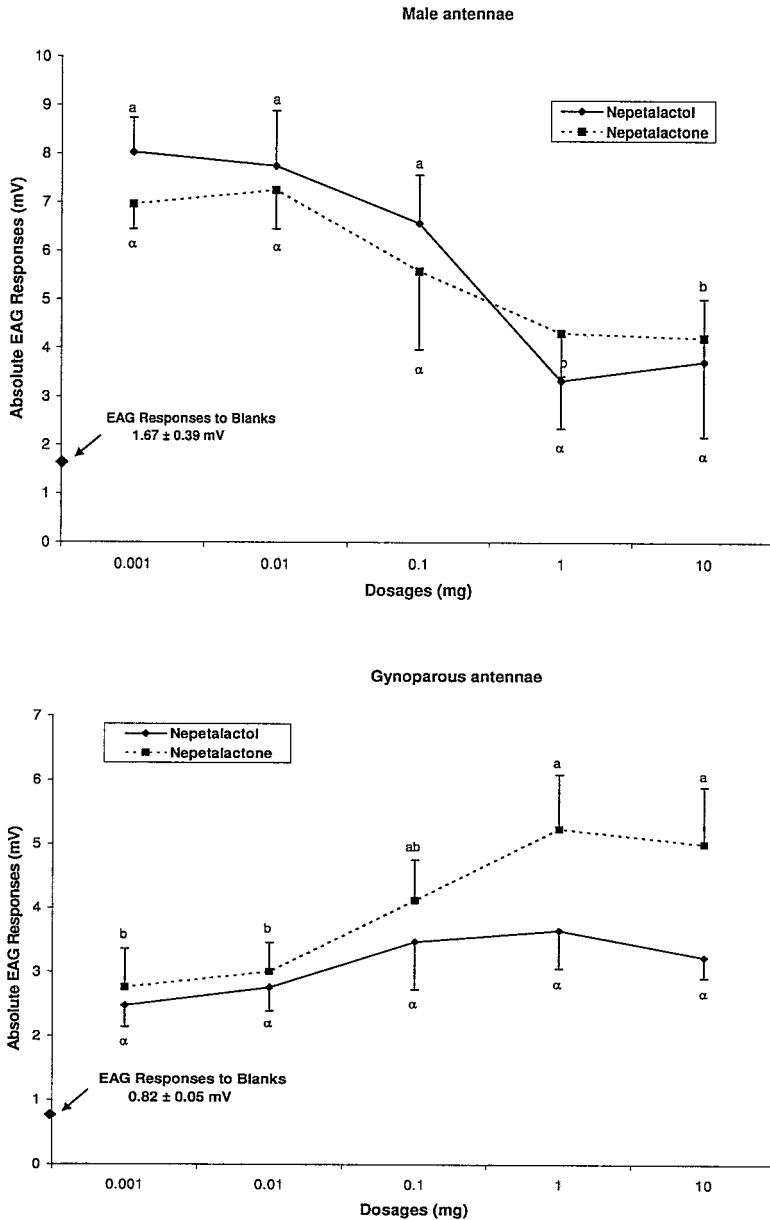 Male antennae
10
9
8
7
6
5
4
3
2
1
0
Absolute EAG Responses (mV)
Nepetalactol
Nepetalactone
a
a
a
b
b
α
α
α
α
α
EAG Responses to Blanks
1.67 ± 0.39 mV
0.001
0.01
0.1
1
10
Dosages (mg)
Gynoparous antennae
7
6
5
4
3
2
1
0
Absolute EAG Responses (mV)
Nepetalactol
Nepetalactone
b
b
ab
a
a
α
α
α
α
α
EAG Responses to Blanks
0.82 ± 0.05 mV
0.001
0.01
0.1
1
10
Dosages (mg)